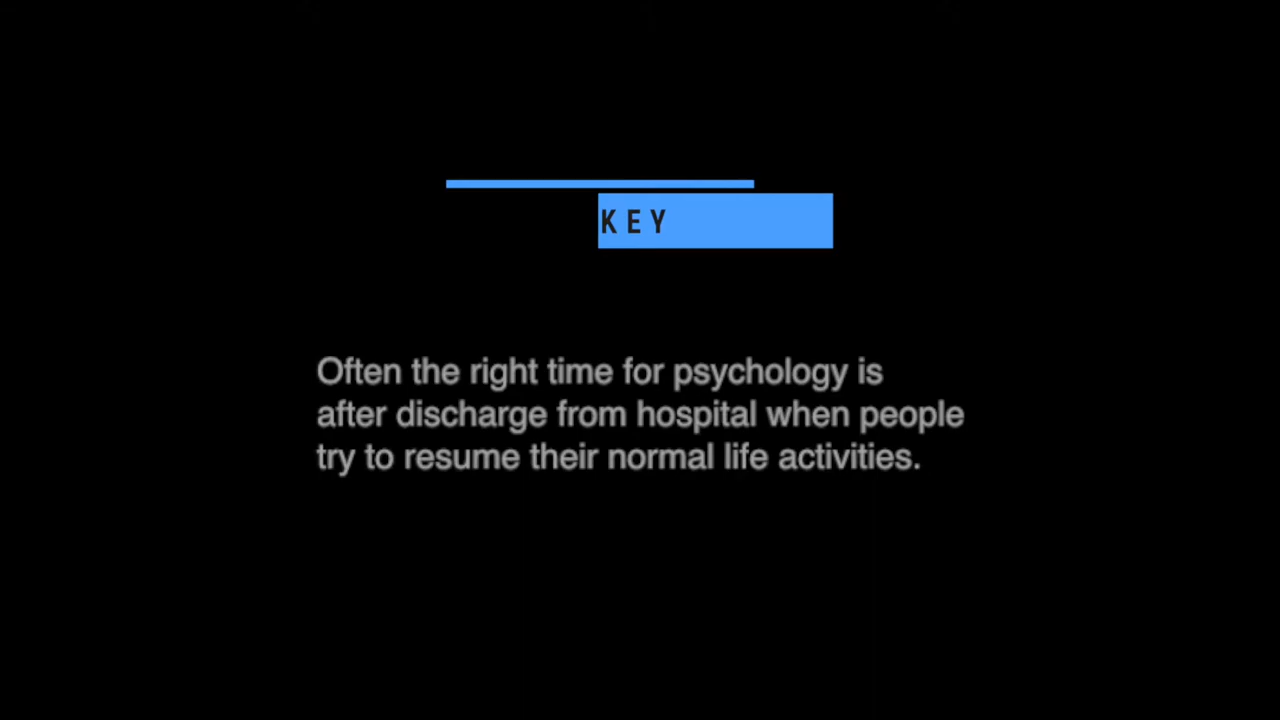 KEY
Often the right time for psychology is
after discharge from hospital when people
try to resume their normal life activities.